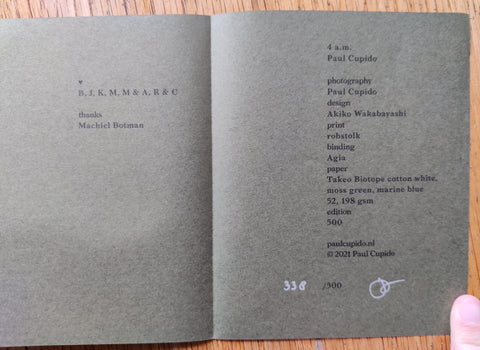 ♥
B, J, K, M, M & A, R & C
thanks
Machiel Botman
4 a.m.
Paul Cupido
photography
Paul Cupido
design
Akiko Wakabayashi
print
robstolk
binding
Agia
paper
Takeo Biotope cotton white,
moss green, marine blue
52, 198 gsm
edition
500
paulcupido.nl
© 2021 Paul Cupido
338 /500